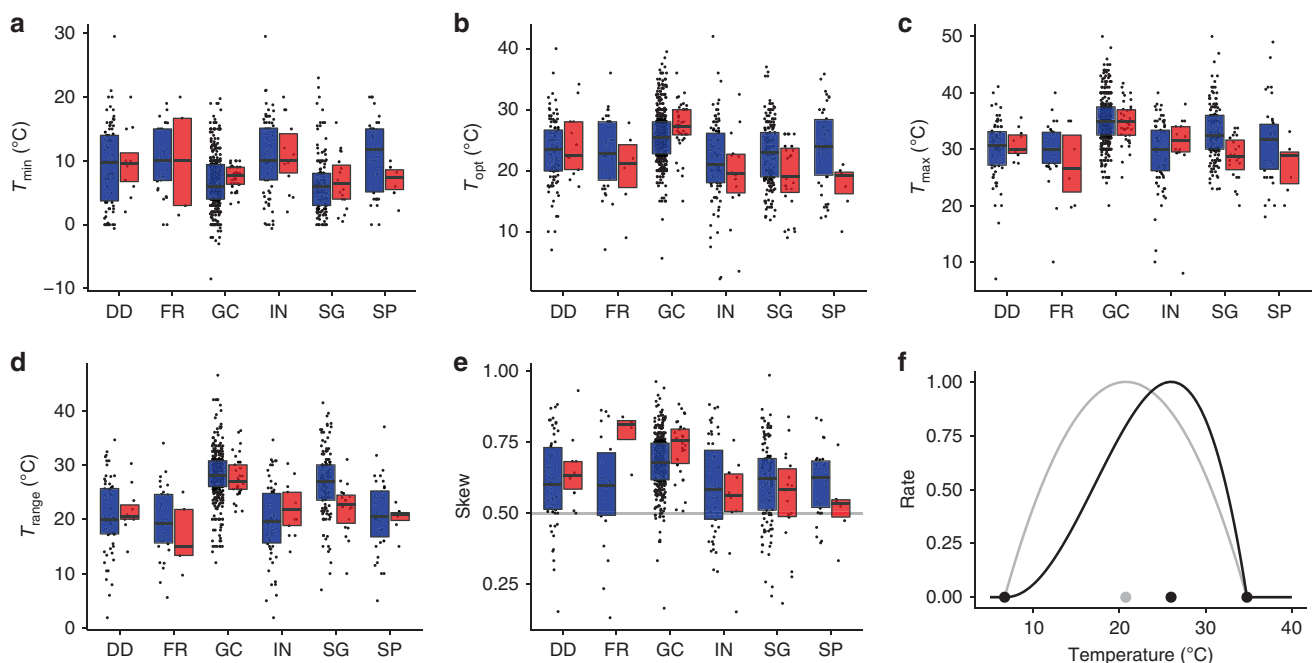 a
T_min (°C)
30
20
10
0
−10
DD FR GC IN SG SP
b
T_opt (°C)
40
30
20
10
DD FR GC IN SG SP
c
T_max (°C)
50
40
30
20
10
DD FR GC IN SG SP
d
T_range (°C)
40
30
20
10
0
DD FR GC IN SG SP
e
Skew
1.00
0.75
0.50
0.25
DD FR GC IN SG SP
f
Rate
1.00
0.75
0.50
0.25
0.00
10 20 30 40
Temperature (°C)